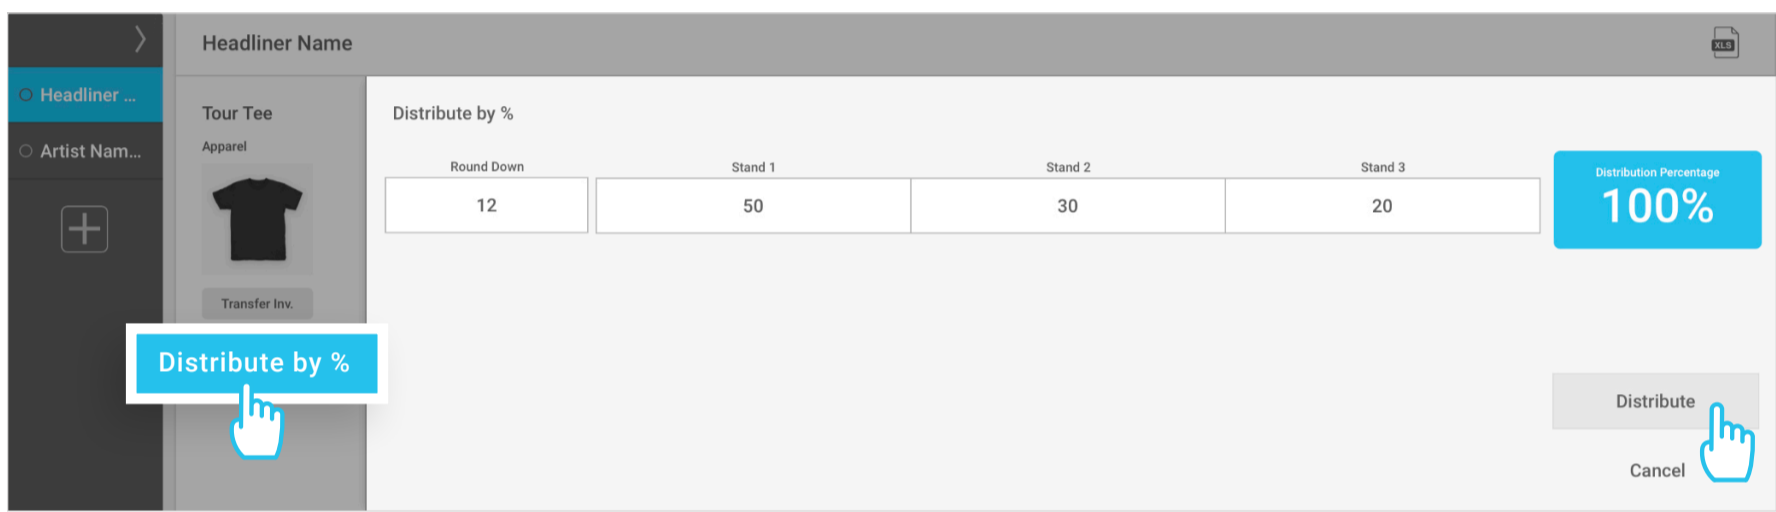 Headliner Name
XLS
Headliner ...
Artist Nam...
Tour Tee
Apparel
Transfer Inv.
Distribute by %
Distribute by %
Round Down
Stand 1
Stand 2
Stand 3
12
50
30
20
Distribution Percentage
100%
Distribute
Cancel